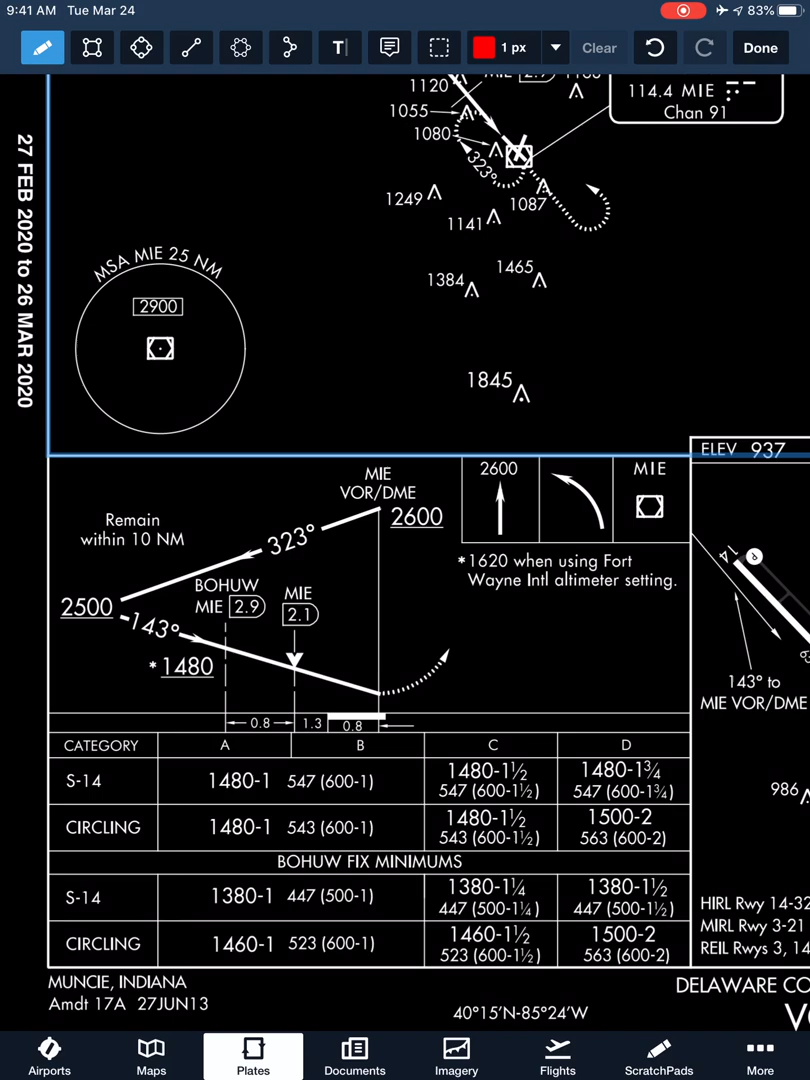 9:41 AM Tue Mar 24
83%
T
1 px
Clear
Done
27 FEB 2020 to 26 MAR 2020
1120
1055
1080
323°
114.4 MIE
Chan 91
1249
1087
1141
1384
1465
1845
MSA MIE 25 NM
2900
ELEV 937
MIE
VOR/DME
2600
Remain
within 10 NM
323°
2500
143°
BOHUW
MIE 2.9
MIE
2.1
*1480
0.8
1.3
0.8
2600
MIE
*1620 when using Fort
Wayne Intl altimeter setting.
14
P
143° to
MIE VOR/DME
986
CATEGORY A B C D
S-14 1480-1 547 (600-1) 1480-1½ 547 (600-1½) 1480-1¾ 547 (600-1¾)
CIRCLING 1480-1 543 (600-1) 1480-1½ 543 (600-1½) 1500-2 563 (600-2)
BOHUW FIX MINIMUMS
S-14 1380-1 447 (500-1) 1380-1¼ 447 (500-1¼) 1380-1½ 447 (500-1½)
CIRCLING 1460-1 523 (600-1) 1460-1½ 523 (600-1½) 1500-2 563 (600-2)
HIRL Rwy 14-32
MIRL Rwy 3-21
REIL Rwys 3, 14
MUNCIE, INDIANA
Amdt 17A 27JUN13
40°15'N-85°24'W
DELAWARE CO
Airports
Maps
Plates
Documents
Imagery
Flights
ScratchPads
More